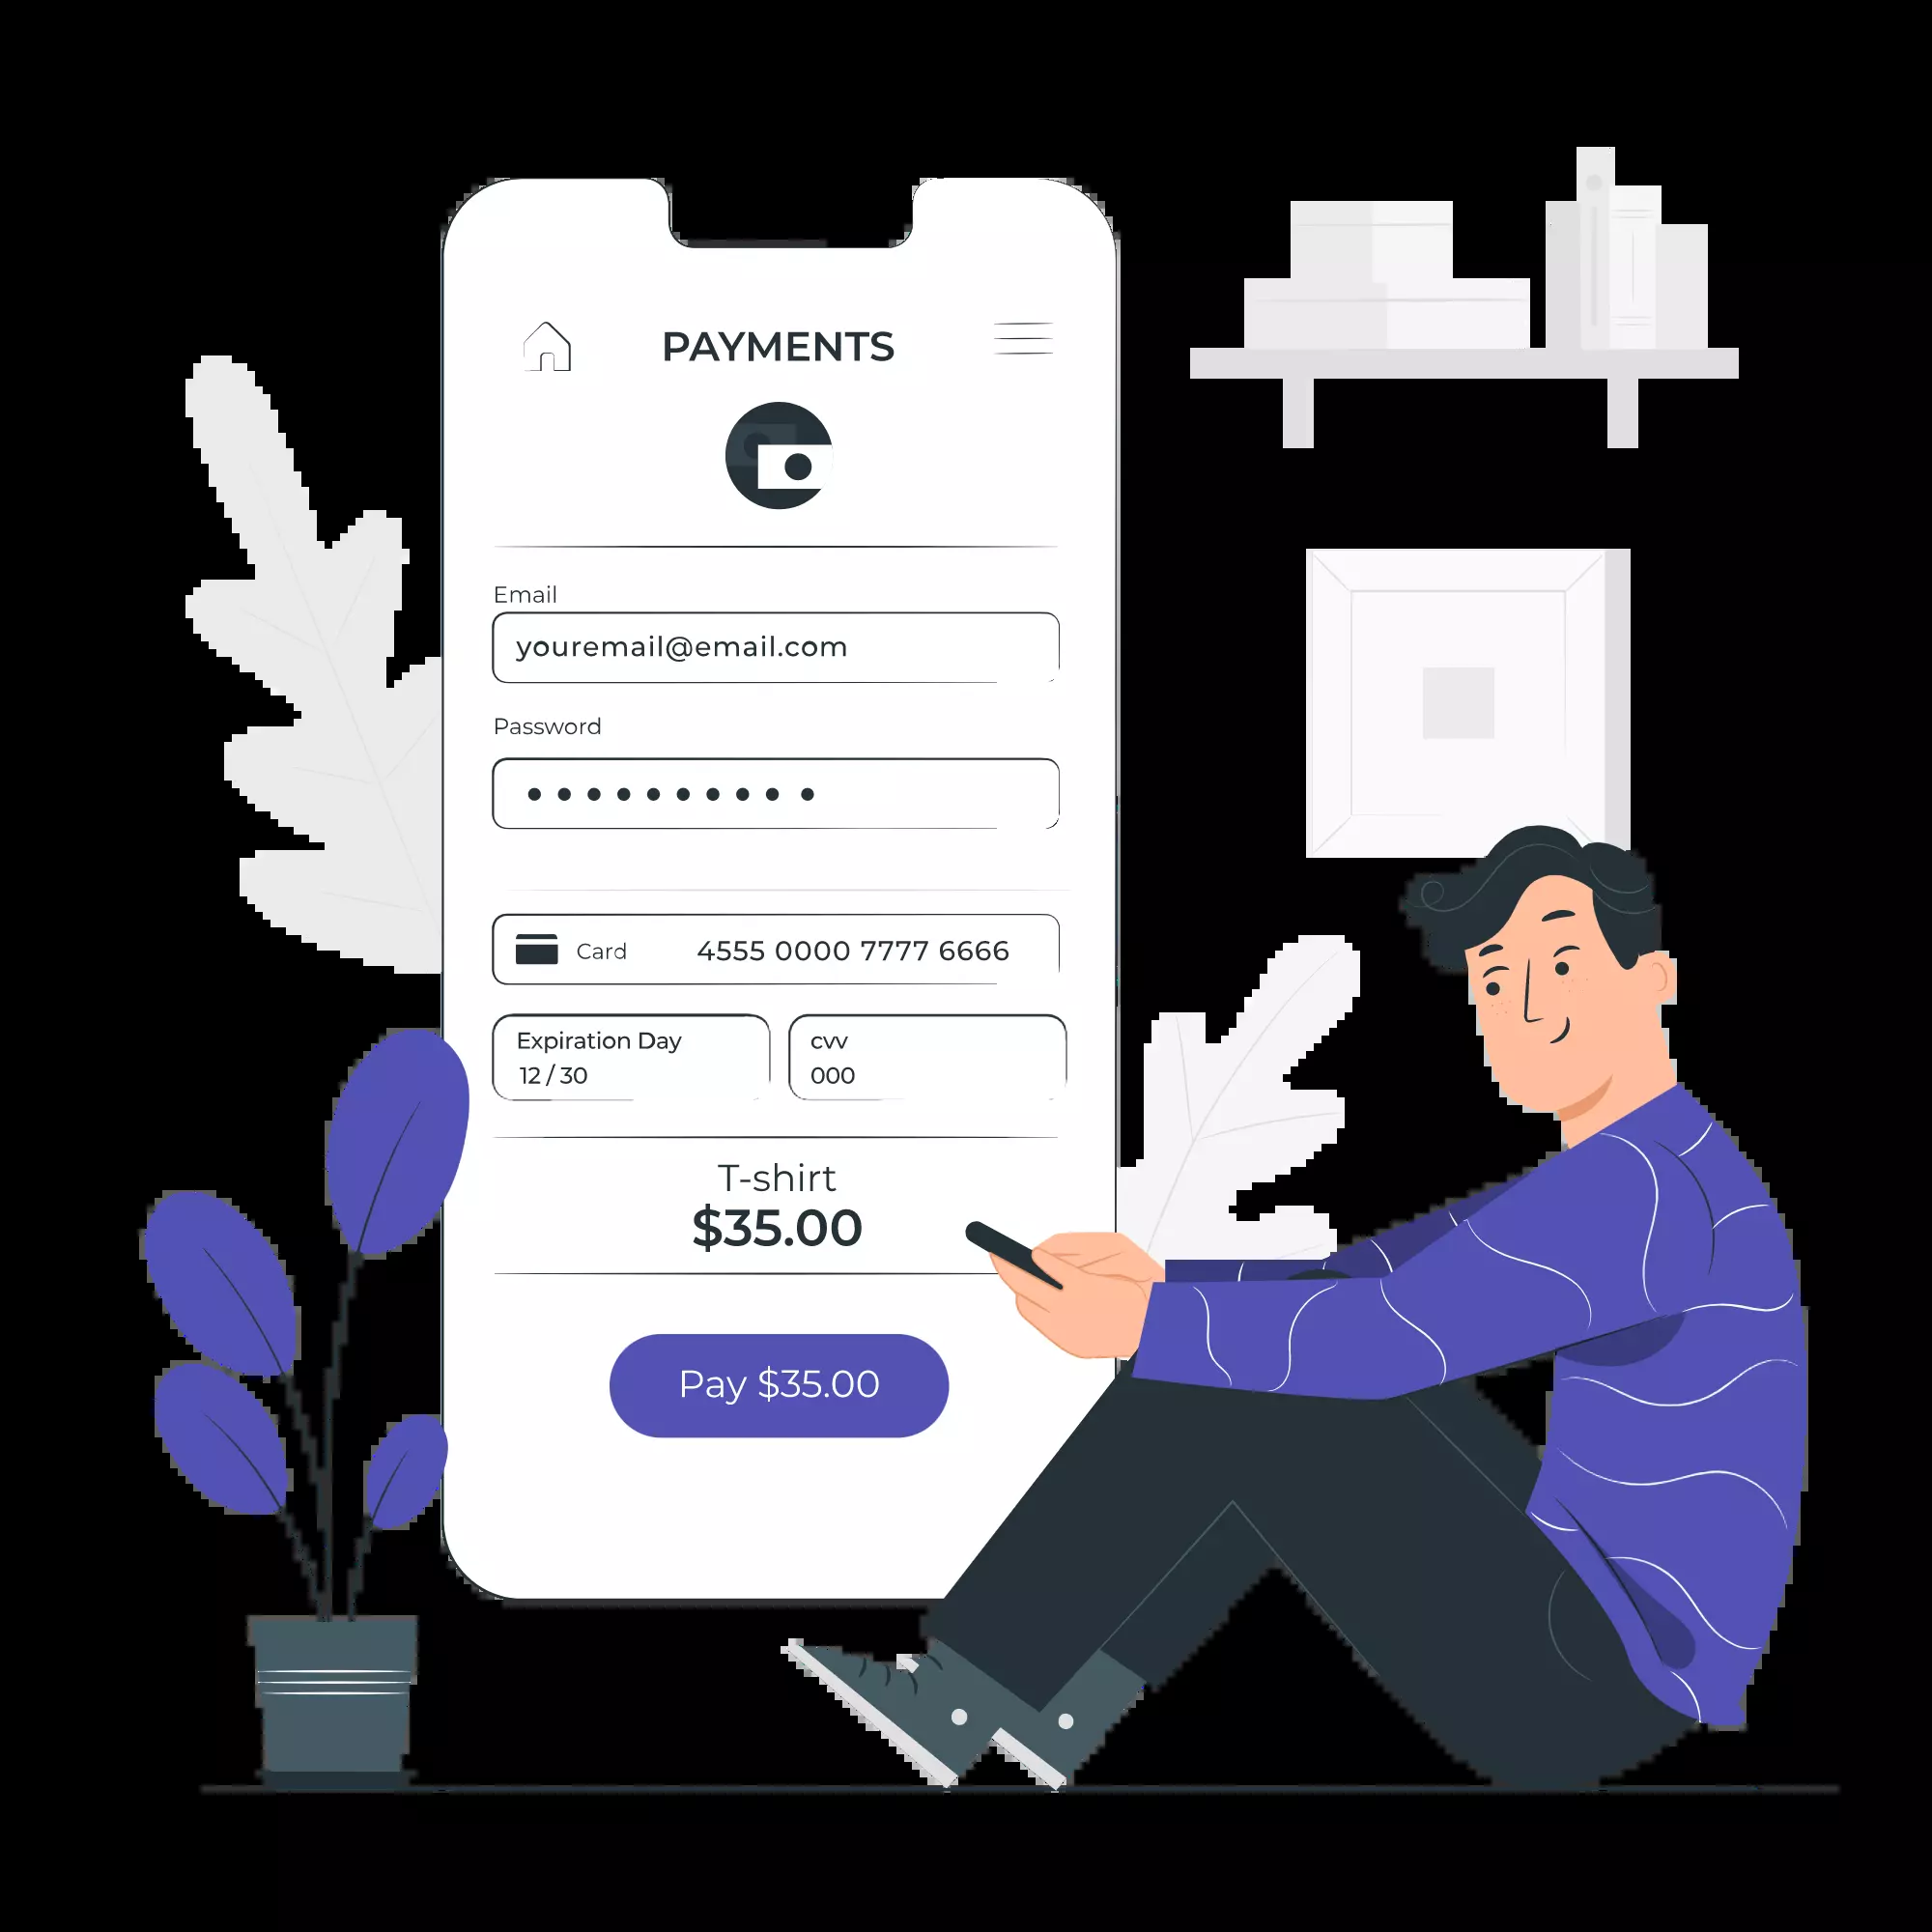 PAYMENTS
Email
youremail@email.com
Password
Card 4555 0000 7777 6666
Expiration Day
12 / 30
cvv
000
T-shirt
$35.00
Pay $35.00